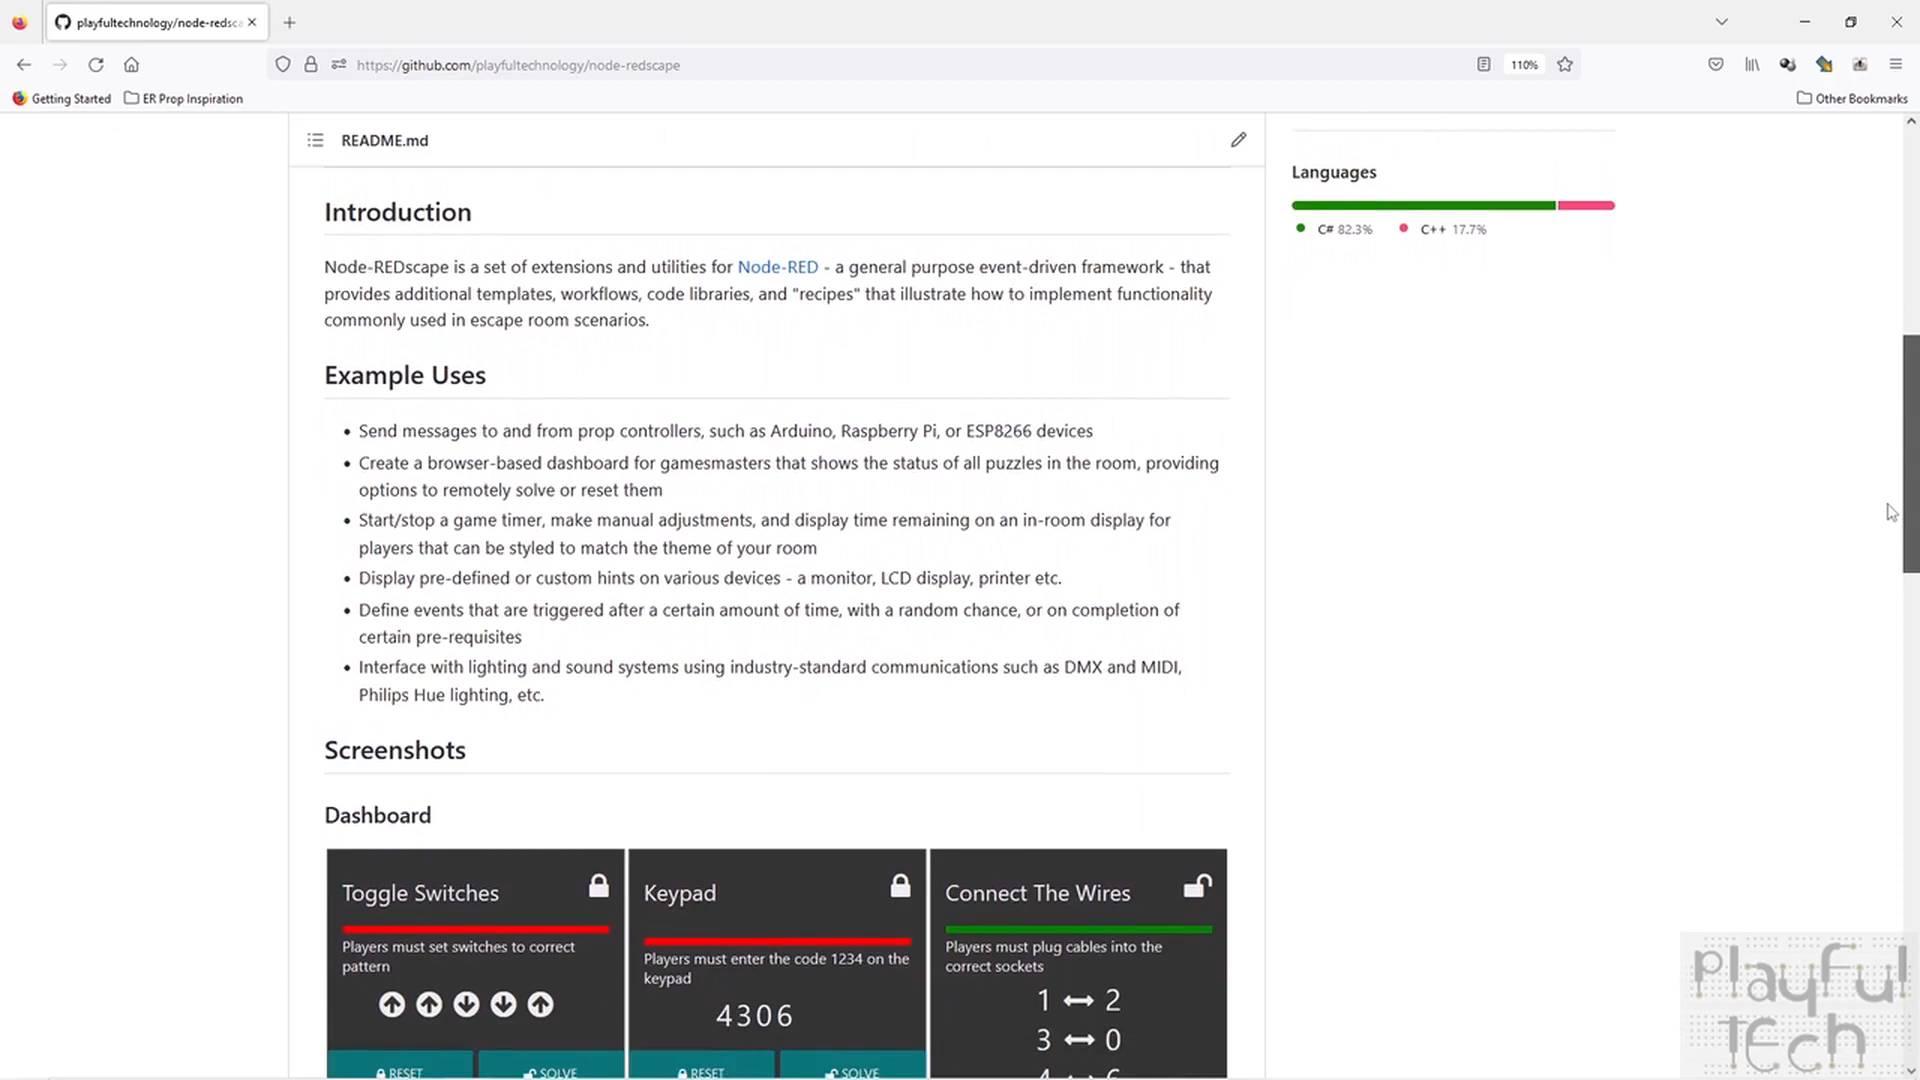 playfultechnology/node-redsca
https://github.com/playfultechnology/node-redscape
110%
Getting Started
ER Prop Inspiration
Other Bookmarks
README.md
Introduction
Node-REDscape is a set of extensions and utilities for Node-RED - a general purpose event-driven framework - that
provides additional templates, workflows, code libraries, and "recipes" that illustrate how to implement functionality
commonly used in escape room scenarios.
Example Uses
• Send messages to and from prop controllers, such as Arduino, Raspberry Pi, or ESP8266 devices
• Create a browser-based dashboard for gamesmasters that shows the status of all puzzles in the room, providing
options to remotely solve or reset them
• Start/stop a game timer, make manual adjustments, and display time remaining on an in-room display for
players that can be styled to match the theme of your room
• Display pre-defined or custom hints on various devices - a monitor, LCD display, printer etc.
• Define events that are triggered after a certain amount of time, with a random chance, or on completion of
certain pre-requisites
• Interface with lighting and sound systems using industry-standard communications such as DMX and MIDI,
Philips Hue lighting, etc.
Screenshots
Dashboard
Toggle Switches
Players must set switches to correct
pattern
RESET
SOLVE
Keypad
Players must enter the code 1234 on the
keypad
4306
RESET
SOLVE
Connect The Wires
Players must plug cables into the
correct sockets
1 ↔ 2
3 ↔ 0
4 ↔ 6
Languages
C# 82.3%
C++ 17.7%
playful
tech